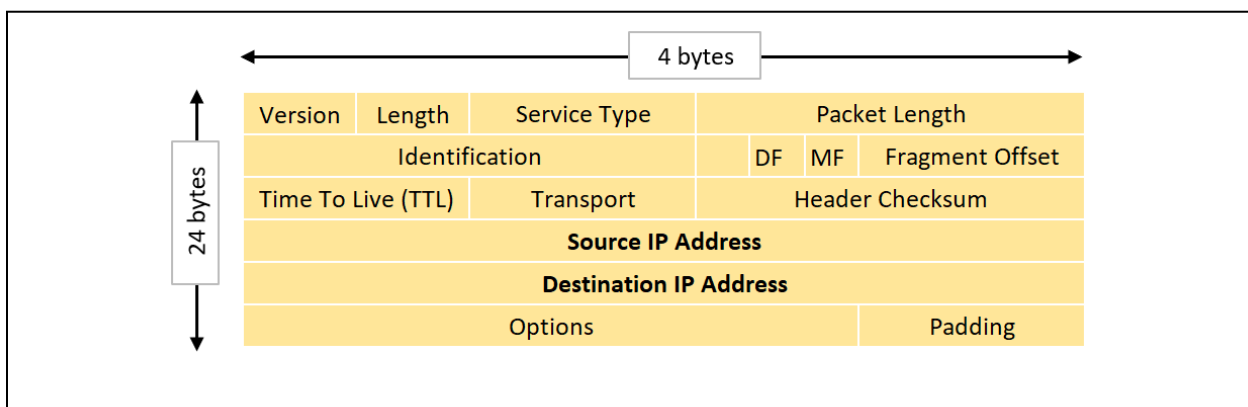 4 bytes
24 bytes
Version Length Service Type Packet Length
Identification DF MF Fragment Offset
Time To Live (TTL) Transport Header Checksum
Source IP Address
Destination IP Address
Options Padding